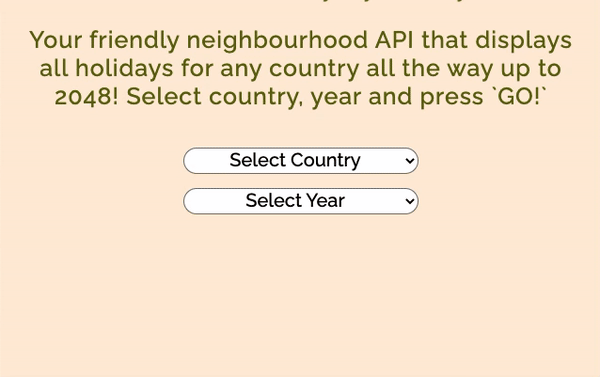 Your friendly neighbourhood API that displays
all holidays for any country all the way up to
2048! Select country, year and press `GO!`
Select Country
Select Year